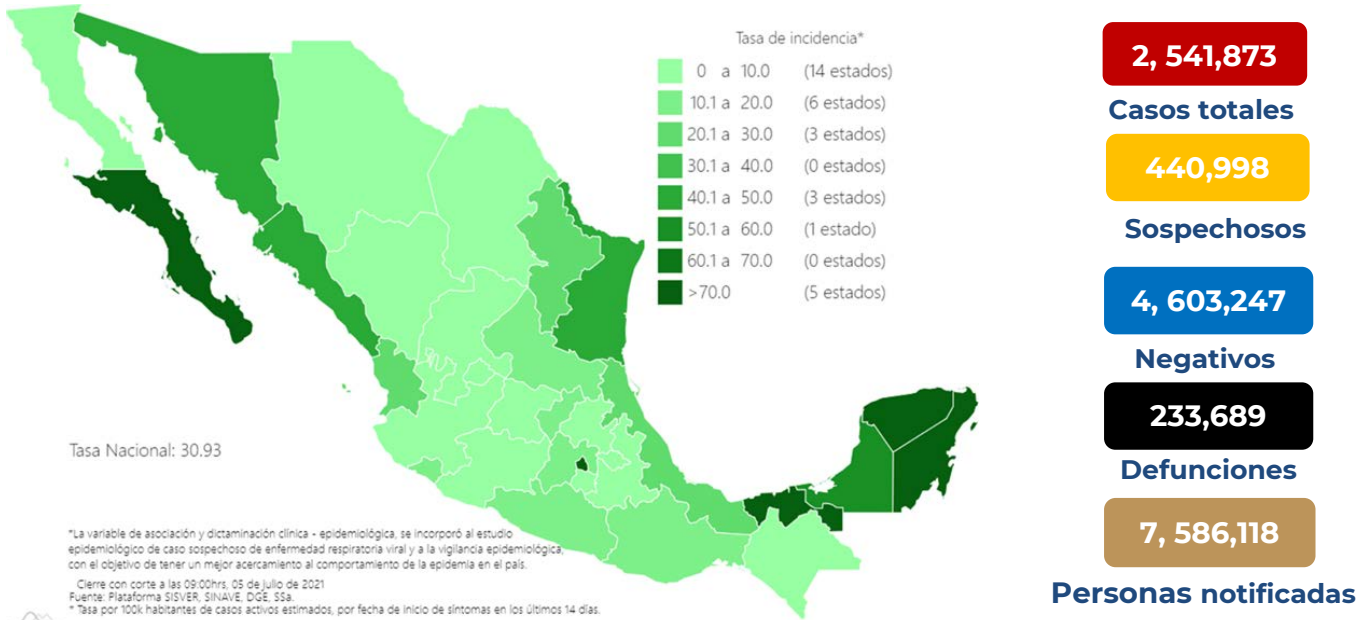 Tasa de incidencia*
0 a 10.0 (14 estados)
10.1 a 20.0 (6 estados)
20.1 a 30.0 (3 estados)
30.1 a 40.0 (0 estados)
40.1 a 50.0 (3 estados)
50.1 a 60.0 (1 estado)
60.1 a 70.0 (0 estados)
>70.0 (5 estados)
Tasa Nacional: 30.93
*La variable de asociación y dictaminación clínica - epidemiológica, se incorporó al estudio
epidemiológico de caso sospechoso de enfermedad respiratoria viral y a la vigilancia epidemiológica,
con el objetivo de tener un mejor acercamiento al comportamiento de la epidemia en el país.
Cierre con corte a las 09:00hrs, 05 de julio de 2021
Fuente: Plataforma SISVER, SINAVE, DGE, SSa.
* Tasa por 100k habitantes de casos activos estimados, por fecha de inicio de síntomas en los últimos 14 días.
2, 541,873
Casos totales
440,998
Sospechosos
4, 603,247
Negativos
233,689
Defunciones
7, 586,118
Personas notificadas